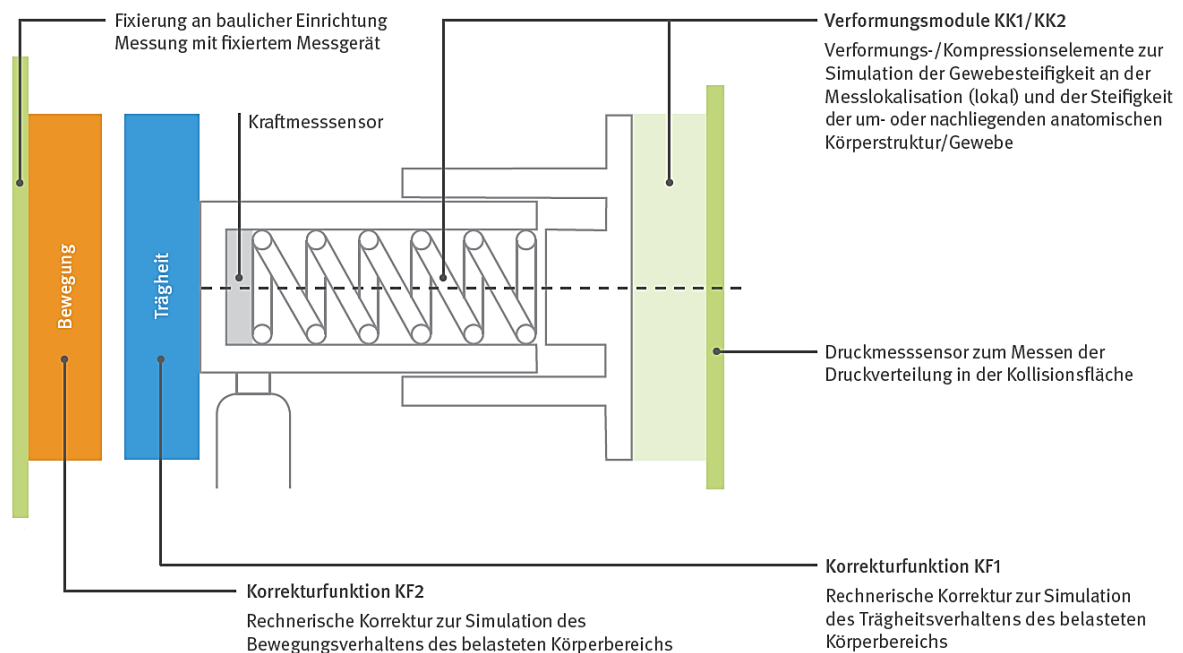 Fixierung an baulicher Einrichtung
Messung mit fixiertem Messgerät
Verformungsmodule KK1/KK2
Verformungs-/Kompressionselemente zur
Simulation der Gewebesteifigkeit an der
Messlokalisation (lokal) und der Steifigkeit
der um- oder nachliegenden anatomischen
Körperstruktur/Gewebe
Kraftmesssensor
Bewegung
Trägheit
Druckmesssensor zum Messen der
Druckverteilung in der Kollisionsfläche
Korrekturfunktion KF2
Rechnerische Korrektur zur Simulation des
Bewegungsverhaltens des belasteten Körperbereichs
Korrekturfunktion KF1
Rechnerische Korrektur zur Simulation
des Trägheitsverhaltens des belasteten
Körperbereichs